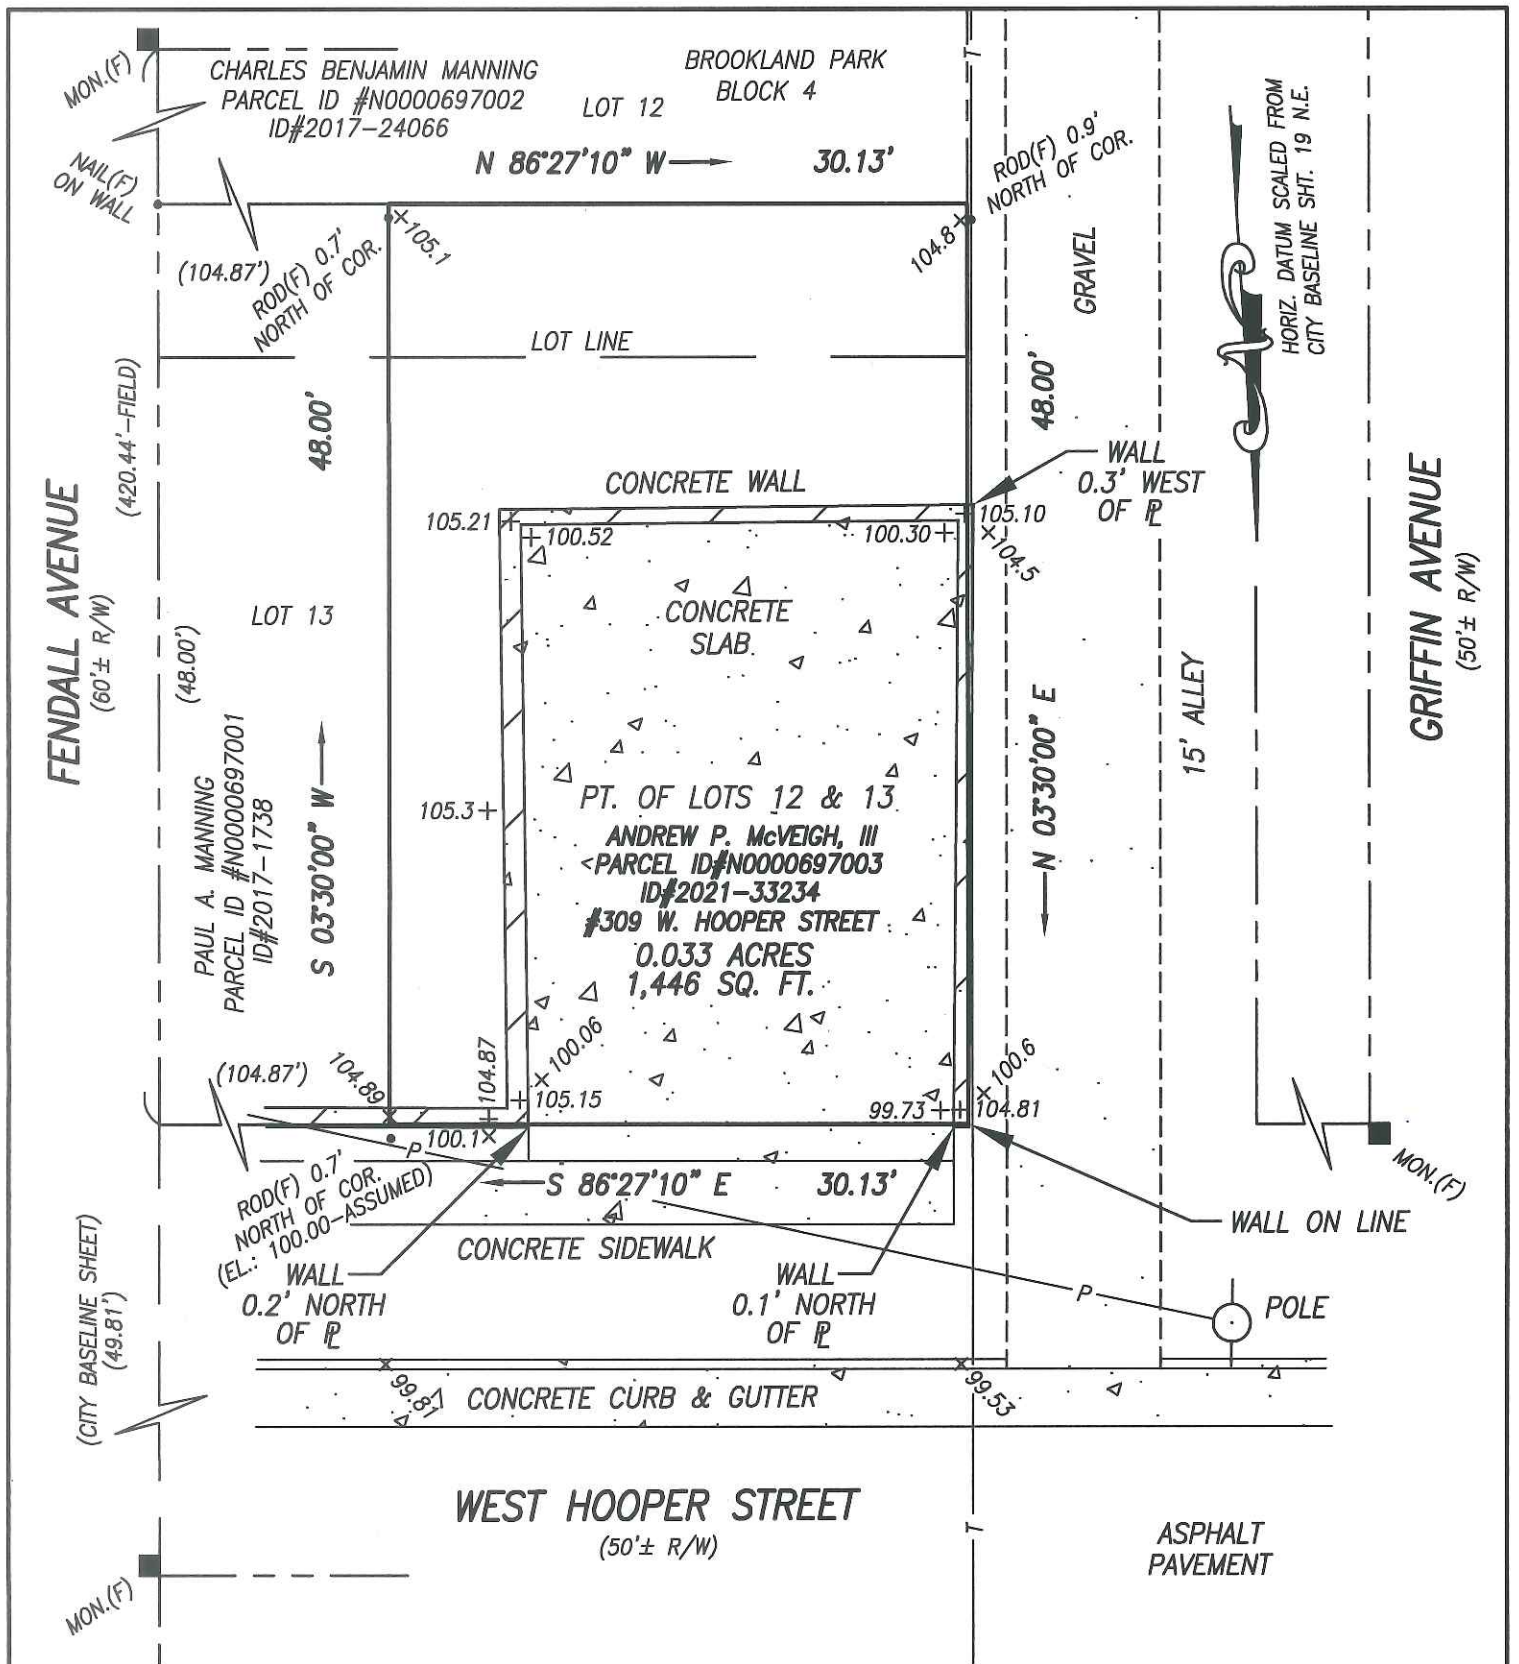 MON.(F)
CHARLES BENJAMIN MANNING
PARCEL ID #N0000697002
ID#2017-24066
LOT 12
BROOKLAND PARK
BLOCK 4
T
N 86°27'10" W
30.13'
NAIL(F)
ON WALL
ROD(F) 0.9'
NORTH OF COR.
HORIZ. DATUM SCALED FROM
CITY BASELINE SHT. 19 N.E.
105.1
104.8
(104.87')
ROD(F) 0.7'
NORTH OF COR.
GRAVEL
LOT LINE
(420.44'-FIELD)
48.00'
48.00'
FENDALL AVENUE
(60'± R/W)
CONCRETE WALL
WALL
0.3' WEST
OF PL
105.21
100.52
100.30
105.10
104.5
GRIFFIN AVENUE
(50'± R/W)
CONCRETE
SLAB
LOT 13
(48.00')
15' ALLEY
PAUL A. MANNING
PARCEL ID #N0000697001
ID#2017-1738
S 03°30'00" W
N 03°30'00" E
105.3
PT. OF LOTS 12 & 13
ANDREW P. McVEIGH, III
PARCEL ID#N0000697003
ID#2021-33234
#309 W. HOOPER STREET
0.033 ACRES
1,446 SQ. FT.
(104.87')
104.89
104.87
100.06
105.15
99.73
104.81
100.6
100.1
P
ROD(F) 0.7'
NORTH OF COR.
(EL.: 100.00-ASSUMED)
S 86°27'10" E
30.13'
MON.(F)
WALL ON LINE
CONCRETE SIDEWALK
WALL
0.2' NORTH
OF PL
WALL
0.1' NORTH
OF PL
P
POLE
(CITY BASELINE SHEET)
(49.81')
99.87
CONCRETE CURB & GUTTER
99.53
WEST HOOPER STREET
(50'± R/W)
T
ASPHALT
PAVEMENT
MON.(F)